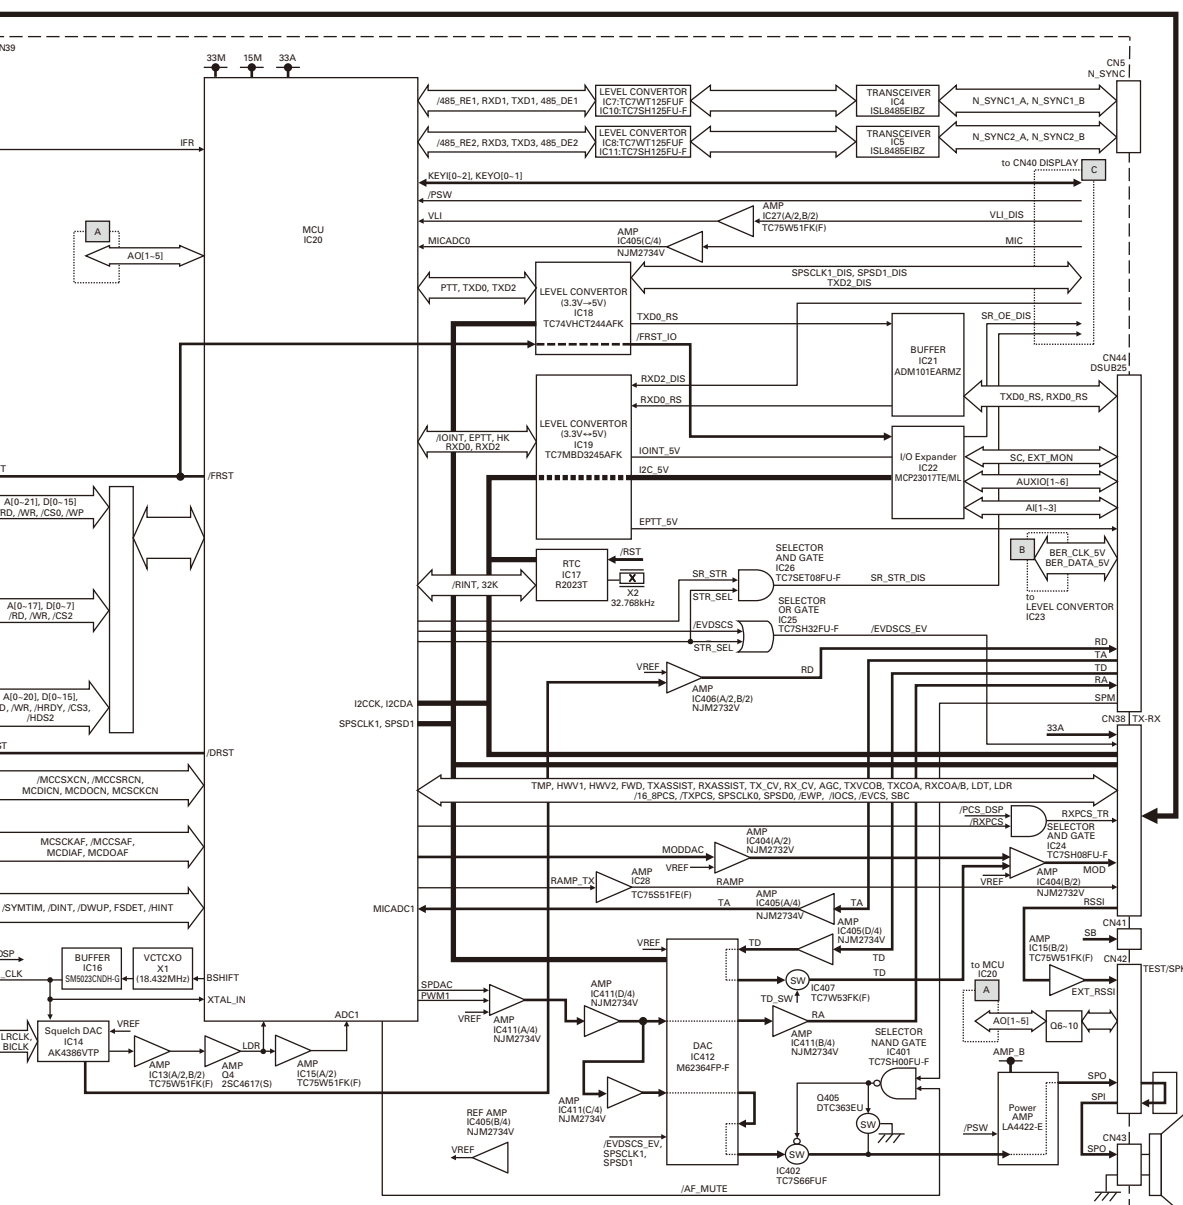 N39
33M 15M 33A
CN5
N_SYNC
/485_RE1, RXD1, TXD1, 485_DE1
LEVEL CONVERTOR
IC7:TC7WT125FUF
IC10:TC7SH125FU-F
TRANSCEIVER
IC4
ISL8485EIBZ
N_SYNC1_A, N_SYNC1_B
/485_RE2, RXD3, TXD3, 485_DE2
LEVEL CONVERTOR
IC8:TC7WT125FUF
IC11:TC7SH125FU-F
TRANSCEIVER
IC5
ISL8485EIBZ
N_SYNC2_A, N_SYNC2_B
IFR
to CN40 DISPLAY
C
KEYI[0~2], KEYO[0~1]
/PSW
VLI
AMP
IC27(A/2,B/2)
TC75W51FK(F)
VLI_DIS
MCU
IC20
A
AO[1~5]
MICADC0
AMP
IC405(C/4)
NJM2734V
MIC
PTT, TXD0, TXD2
LEVEL CONVERTOR
(3.3V→5V)
IC18
TC74VHCT244AFK
SPSCLK1_DIS, SPSD1_DIS
TXD2_DIS
TXD0_RS
/FRST_IO
SR_OE_DIS
BUFFER
IC21
ADM101EARMZ
CN44
DSUB25
RXD2_DIS
RXD0_RS
TXD0_RS, RXD0_RS
LEVEL CONVERTOR
(3.3V↔5V)
IC19
TC7MBD3245AFK
/IOINT, EPTT, HK
RXD0, RXD2
IOINT_5V
I2C_5V
I/O Expander
IC22
MCP23017TE/ML
SC, EXT_MON
AUXIO[1~6]
AI[1~3]
T
/FRST
A[0~21], D[0~15]
RD, /WR, /CS0, /WP
EPTT_5V
B
BER_CLK_5V
BER_DATA_5V
to
LEVEL CONVERTOR
IC23
/RINT, 32K
RTC
IC17
R2023T
/RST
X
X2
32.768kHz
SELECTOR
AND GATE
IC26
TC7SET08FU-F
SR_STR
STR_SEL
SR_STR_DIS
SELECTOR
OR GATE
IC25
TC7SH32FU-F
/EVDSCS
STR_SEL
/EVDSCS_EV
A[0~17], D[0~7]
/RD, /WR, /CS2
RD
TA
TD
RA
SPM
VREF
RD
AMP
IC406(A/2,B/2)
NJM2732V
A[0~20], D[0~15],
D, /WR, /HRDY, /CS3,
/HDS2
I2CCK, I2CDA
SPSCLK1, SPSD1
CN38 TX-RX
33A
ST
/DRST
/MCCSXCN, /MCCSRCN,
MCDICN, MCDOCN, MCSCKCN
TMP, HWV1, HWV2, FWD, TXASSIST, RXASSIST, TX_CV, RX_CV, AGC, TXVCOB, TXCOA, RXCOA/B, LDT, LDR
/16_8PCS, /TXPCS, SPSCLK0, SPSD0, /EWP, /IOCS, /EVCS, SBC
/PCS_DSP
/RXPCS
RXPCS_TR
SELECTOR
AND GATE
IC24
TC7SH08FU-F
MCSCKAF, /MCCSAF,
MCDIAF, MCDOAF
MODDAC
VREF
AMP
IC404(A/2)
NJM2732V
MOD
AMP
IC404(B/2)
NJM2732V
VREF
RAMP_TX
AMP
IC28
TC75S51FE(F)
RAMP
RSSI
/SYMTIM, /DINT, /DWUP, FSDET, /HINT
MICADC1
TA
AMP
IC405(A/4)
NJM2734V
TA
AMP
IC405(D/4)
NJM2734V
CN41
SB
VREF
TD
TD
TD
AMP
IC15(B/2)
TC75W51FK(F)
EXT_RSSI
CN42
TEST/SPK
DSP
_CLK
BUFFER
IC16
SM5023CNDH-G
VCTCXO
X1
(18.432MHz)
BSHIFT
XTAL_IN
SW
IC407
TC7W53FK(F)
TD_SW
to MCU
IC20
A
AO[1~5]
Q6~10
SPDAC
PWM1
VREF
AMP
IC411(A/4)
NJM2734V
AMP
IC411(D/4)
NJM2734V
RA
AMP
IC411(B/4)
NJM2734V
LRCLK,
BICLK
Squelch DAC
IC14
AK4386VTP
VREF
AMP
IC13(A/2,B/2)
TC75W51FK(F)
AMP
Q4
2SC4617(S)
LDR
AMP
IC15(A/2)
TC75W51FK(F)
ADC1
DAC
IC412
M62364FP-F
SELECTOR
NAND GATE
IC401
TC7SH00FU-F
AMP_B
AMP
IC411(C/4)
NJM2734V
Q405
DTC363EU
SW
SPO
SPI
Power
AMP
LA4422-E
/PSW
REF AMP
IC405(B/4)
NJM2734V
VREF
/EVDSCS_EV,
SPSCLK1,
SPSD1
SW
IC402
TC7S66FUF
CN43
SPO
/AF_MUTE